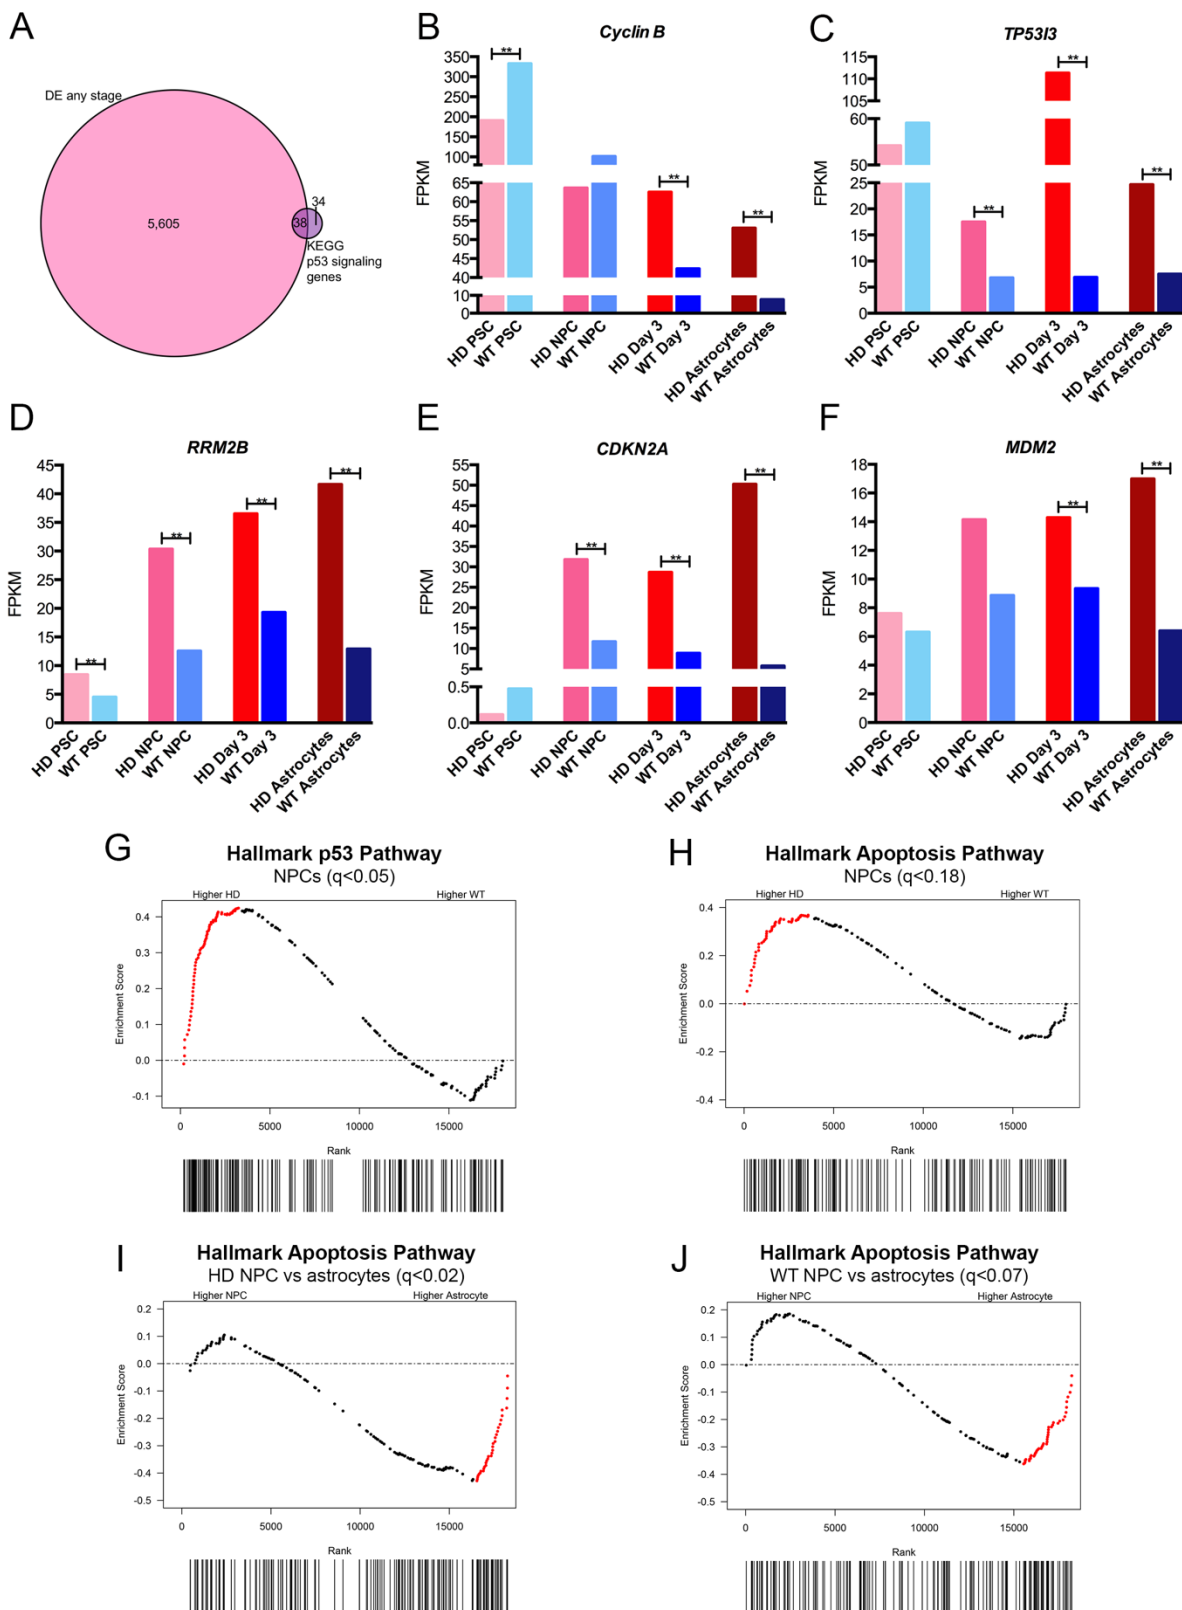 A
DE any stage
5,605
38
34
KEGG
p53 signaling
genes
B
Cyclin B
FPKM
350
300
250
200
150
100
65
60
55
50
45
40
10
0
**
**
**
HD PSC
WT PSC
HD NPC
WT NPC
HD Day 3
WT Day 3
HD Astrocytes
WT Astrocytes
C
TP53I3
FPKM
110
105
60
50
25
20
15
10
5
0
**
**
**
HD PSC
WT PSC
HD NPC
WT NPC
HD Day 3
WT Day 3
HD Astrocytes
WT Astrocytes
D
RRM2B
FPKM
45
40
35
30
25
20
15
10
5
0
**
**
**
**
HD PSC
WT PSC
HD NPC
WT NPC
HD Day 3
WT Day 3
HD Astrocytes
WT Astrocytes
E
CDKN2A
FPKM
55
50
45
40
35
30
25
20
15
10
5
0.5
0.0
**
**
**
HD PSC
WT PSC
HD NPC
WT NPC
HD Day 3
WT Day 3
HD Astrocytes
WT Astrocytes
F
MDM2
FPKM
18
16
14
12
10
8
6
4
2
0
**
**
HD PSC
WT PSC
HD NPC
WT NPC
HD Day 3
WT Day 3
HD Astrocytes
WT Astrocytes
G
Hallmark p53 Pathway
NPCs (q<0.05)
Higher HD
Higher WT
Enrichment Score
0.4
0.3
0.2
0.1
0.0
-0.1
0
5000
10000
15000
Rank
H
Hallmark Apoptosis Pathway
NPCs (q<0.18)
Higher HD
Higher WT
Enrichment Score
0.4
0.2
0.0
-0.2
-0.4
0
5000
10000
15000
Rank
I
Hallmark Apoptosis Pathway
HD NPC vs astrocytes (q<0.02)
Higher NPC
Higher Astrocyte
Enrichment Score
0.2
0.1
0.0
-0.1
-0.2
-0.3
-0.4
-0.5
0
5000
10000
15000
Rank
J
Hallmark Apoptosis Pathway
WT NPC vs astrocytes (q<0.07)
Higher NPC
Higher Astrocyte
Enrichment Score
0.2
0.1
0.0
-0.1
-0.2
-0.3
-0.4
-0.5
0
5000
10000
15000
Rank